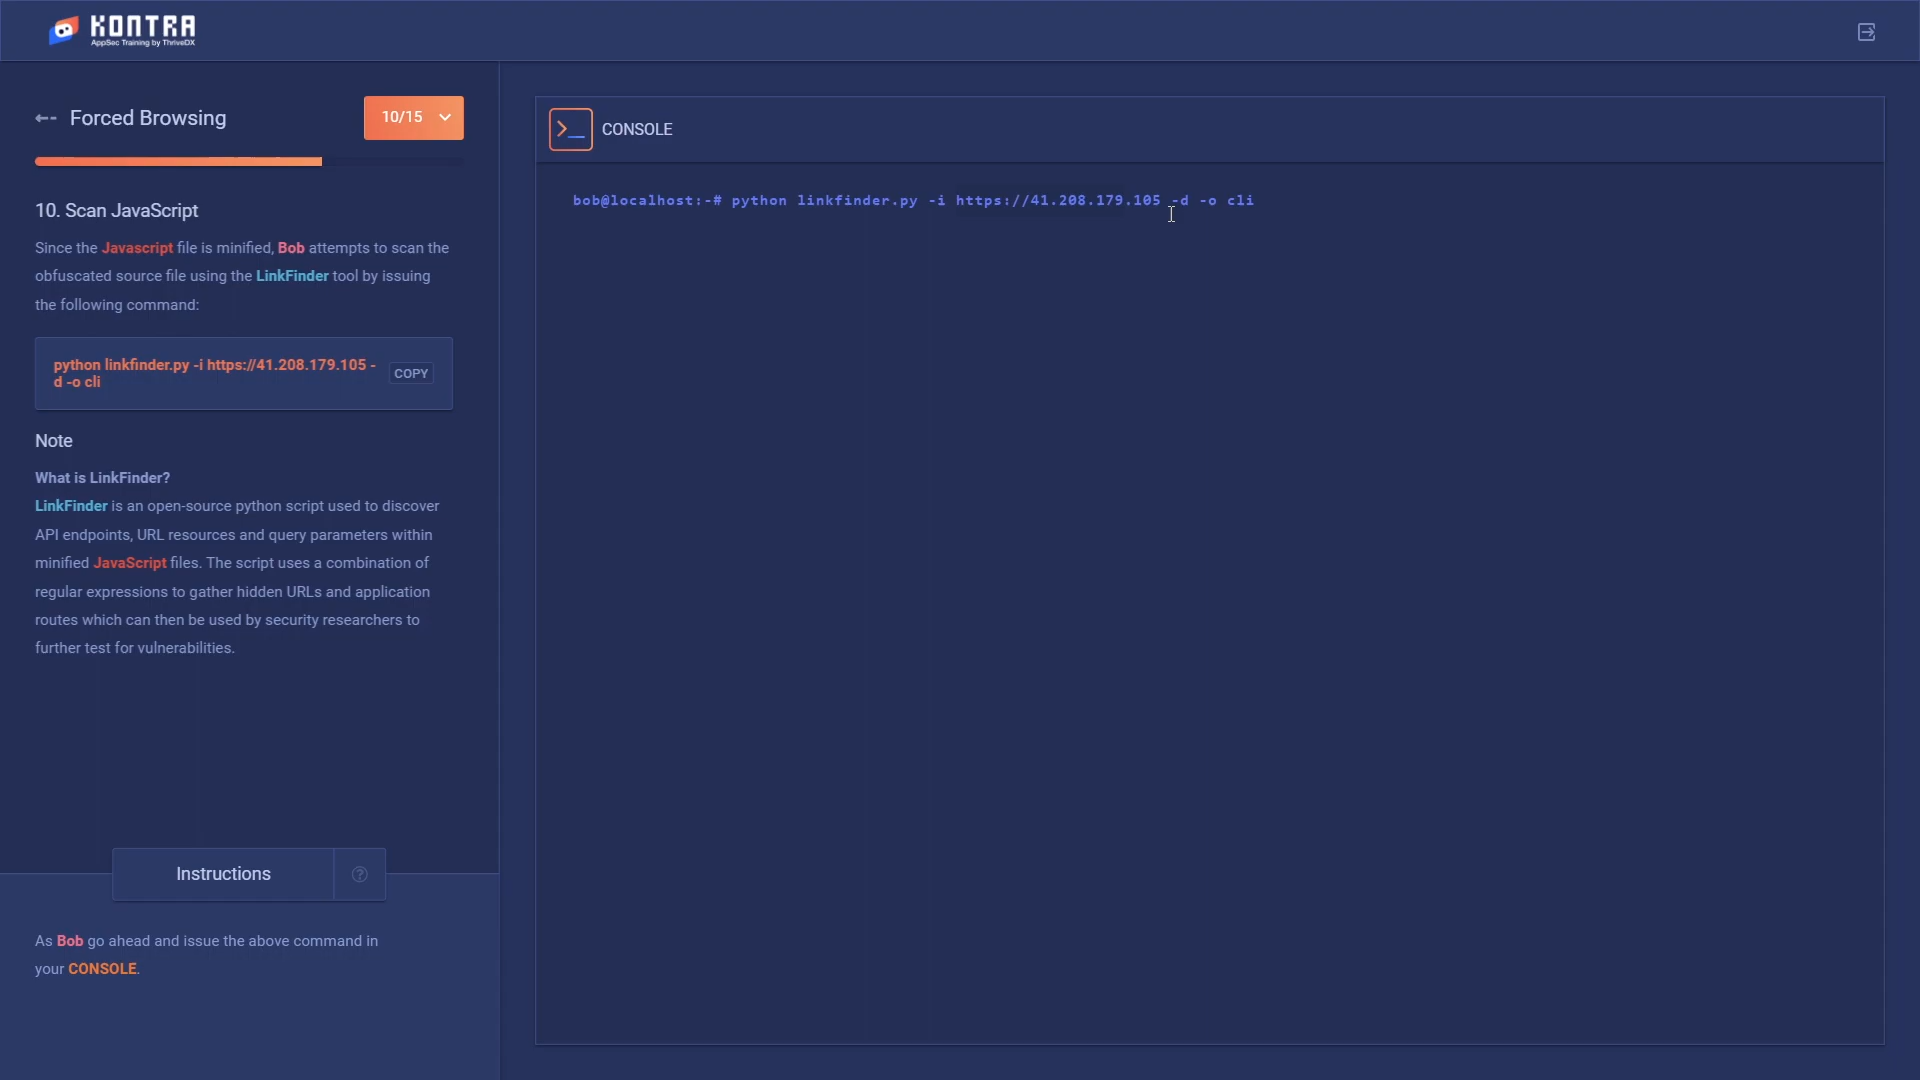 KONTRA
AppSec Training by ThriveDX
Forced Browsing
10/15
10. Scan JavaScript
Since the Javascript file is minified, Bob attempts to scan the
obfuscated source file using the LinkFinder tool by issuing
the following command:
python linkfinder.py -i https://41.208.179.105 -
d -o cli
COPY
Note
What is LinkFinder?
LinkFinder is an open-source python script used to discover
API endpoints, URL resources and query parameters within
minified JavaScript files. The script uses a combination of
regular expressions to gather hidden URLs and application
routes which can then be used by security researchers to
further test for vulnerabilities.
Instructions
As Bob go ahead and issue the above command in
your CONSOLE.
CONSOLE
bob@localhost:~# python linkfinder.py -i https://41.208.179.105 -d -o cli